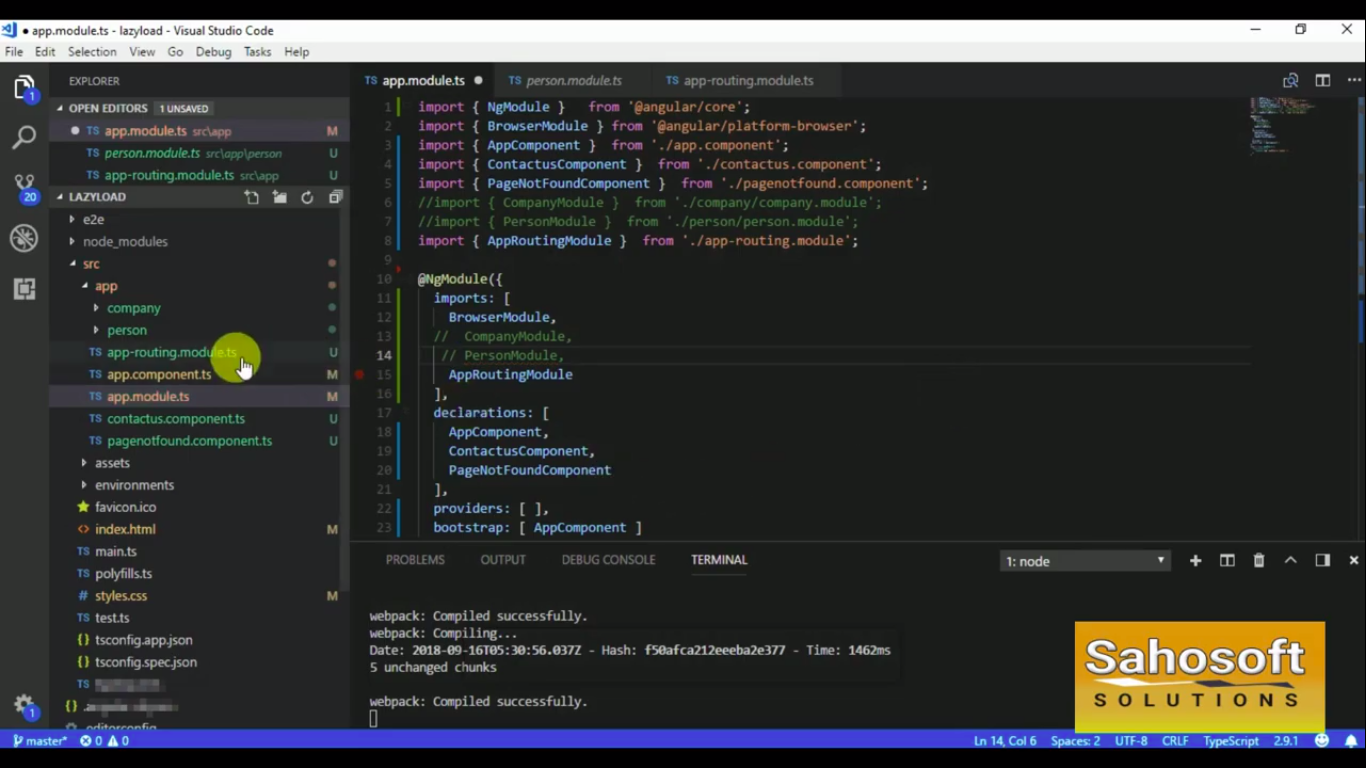 app.module.ts - lazyload - Visual Studio Code
File Edit Selection View Go Debug Tasks Help
EXPLORER
OPEN EDITORS 1 UNSAVED
TS app.module.ts src\app M
TS person.module.ts src\app\person U
TS app-routing.module.ts src\app U
LAZYLOAD
e2e
node_modules
src
app
company
person
TS app-routing.module.ts U
TS app.component.ts M
TS app.module.ts M
TS contactus.component.ts U
TS pagenotfound.component.ts U
assets
environments
favicon.ico
<> index.html M
TS main.ts
TS polyfills.ts
# styles.css M
TS test.ts
{} tsconfig.app.json
{} tsconfig.spec.json
TS
{}
.editorconfig
1
20
1
TS app.module.ts TS person.module.ts TS app-routing.module.ts
1 import { NgModule } from '@angular/core';
2 import { BrowserModule } from '@angular/platform-browser';
3 import { AppComponent } from './app.component';
4 import { ContactusComponent } from './contactus.component';
5 import { PageNotFoundComponent } from './pagenotfound.component';
6 //import { CompanyModule } from './company/company.module';
7 //import { PersonModule } from './person/person.module';
8 import { AppRoutingModule } from './app-routing.module';
9
10 @NgModule({
11 imports: [
12 BrowserModule,
13 // CompanyModule,
14 // PersonModule,
15 AppRoutingModule
16 ],
17 declarations: [
18 AppComponent,
19 ContactusComponent,
20 PageNotFoundComponent
21 ],
22 providers: [ ],
23 bootstrap: [ AppComponent ]
PROBLEMS OUTPUT DEBUG CONSOLE TERMINAL 1: node
webpack: Compiled successfully.
webpack: Compiling...
Date: 2018-09-16T05:30:56.037Z - Hash: f50afca212eeeba2e377 - Time: 1462ms
5 unchanged chunks
webpack: Compiled successfully.
Sahosoft
SOLUTIONS
master* 0 0 Ln 14, Col 6 Spaces: 2 UTF-8 CRLF TypeScript 2.9.1